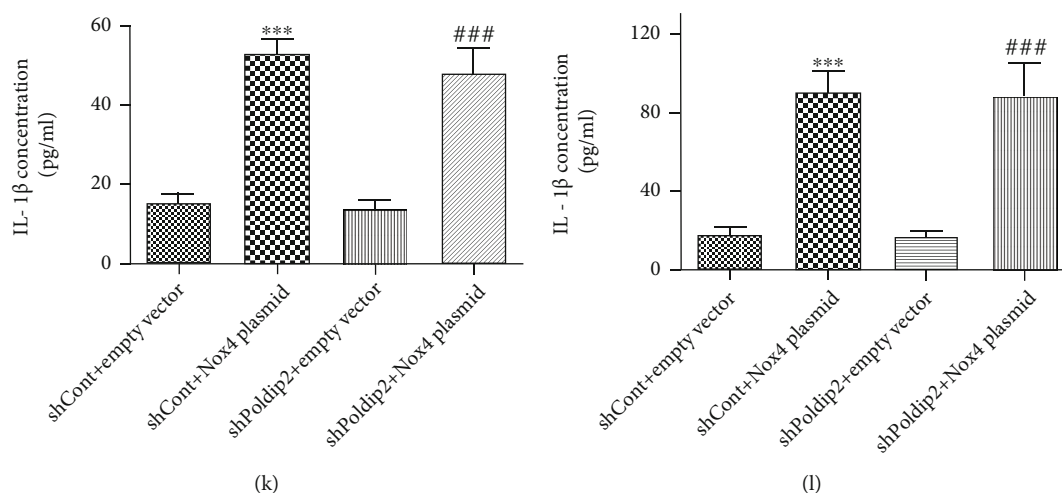 IL- 1β concentration
(pg/ml)
60
40
20
0
***
###
shCont+empty vector
shCont+Nox4 plasmid
shPoldip2+empty vector
shPoldip2+Nox4 plasmid
(k)
IL - 1β concentration
(pg/ml)
120
80
40
0
***
###
shCont+empty vector
shCont+Nox4 plasmid
shPoldip2+empty vector
shPoldip2+Nox4 plasmid
(l)